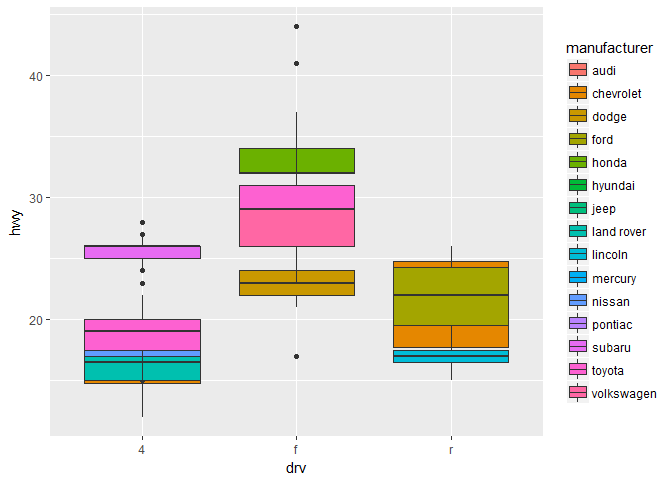 hwy
40
30
20
4
f
r
drv
manufacturer
audi
chevrolet
dodge
ford
honda
hyundai
jeep
land rover
lincoln
mercury
nissan
pontiac
subaru
toyota
volkswagen